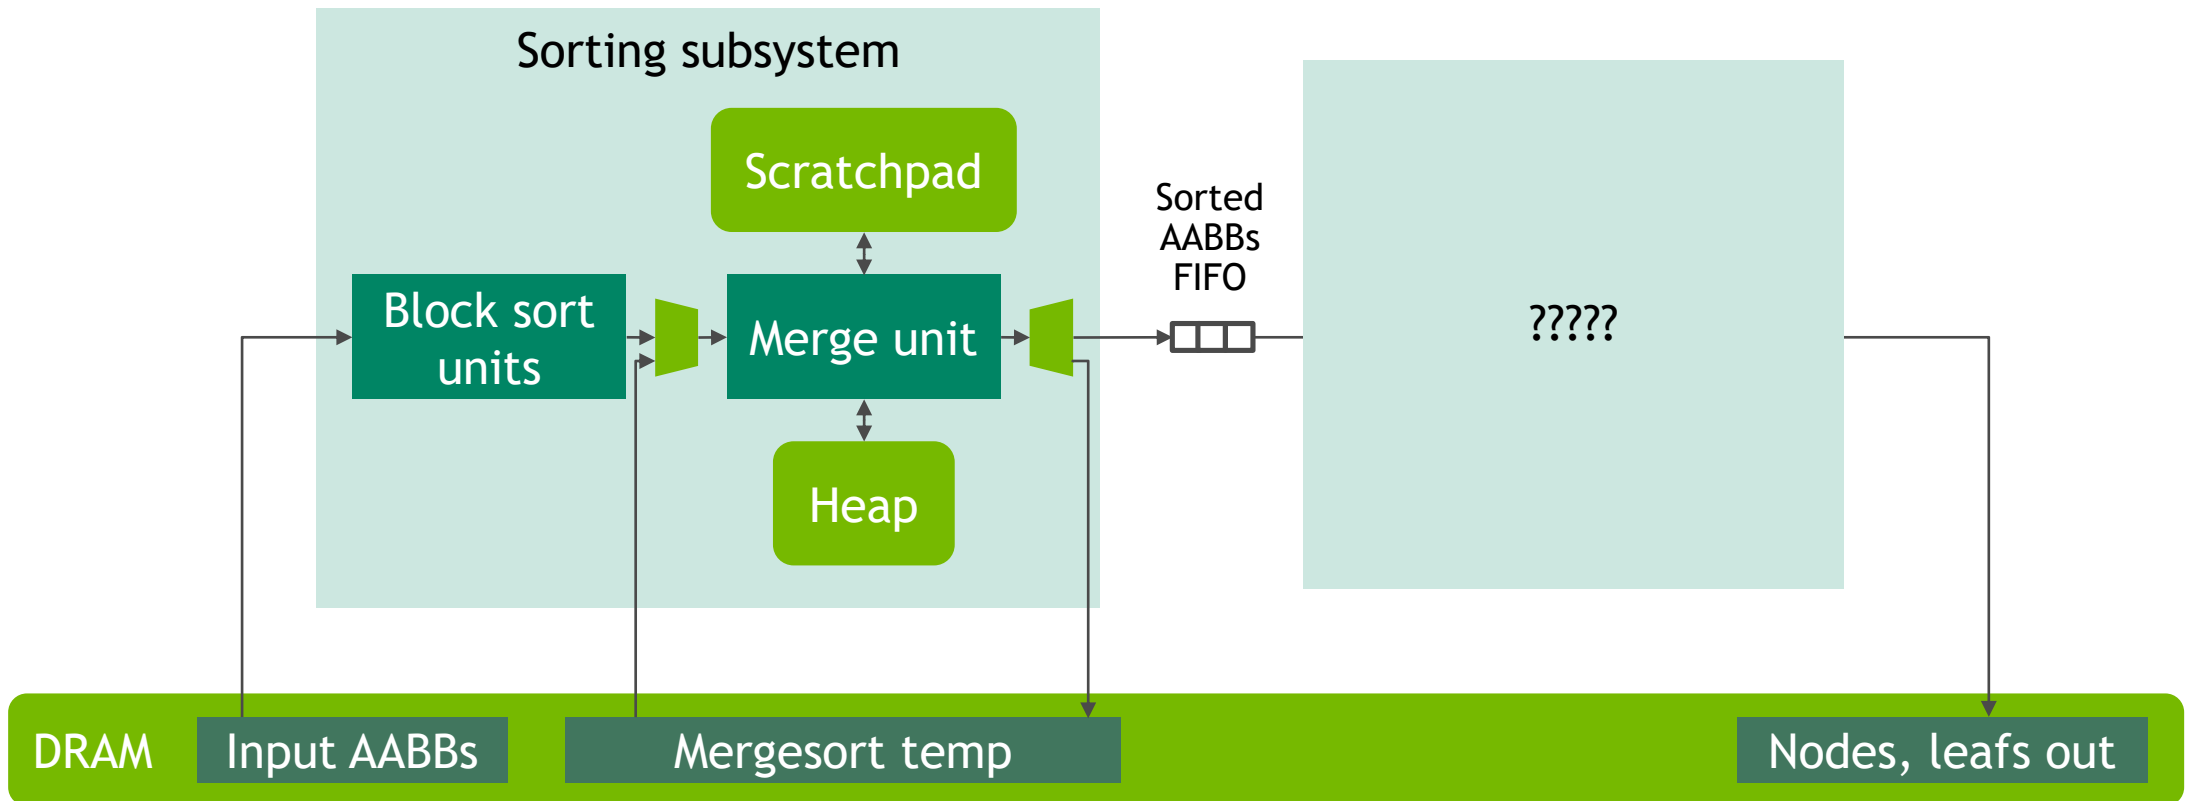 Sorting subsystem
Scratchpad
Sorted
AABBs
FIFO
Block sort
units
Merge unit
?????
Heap
DRAM
Input AABBs
Mergesort temp
Nodes, leafs out